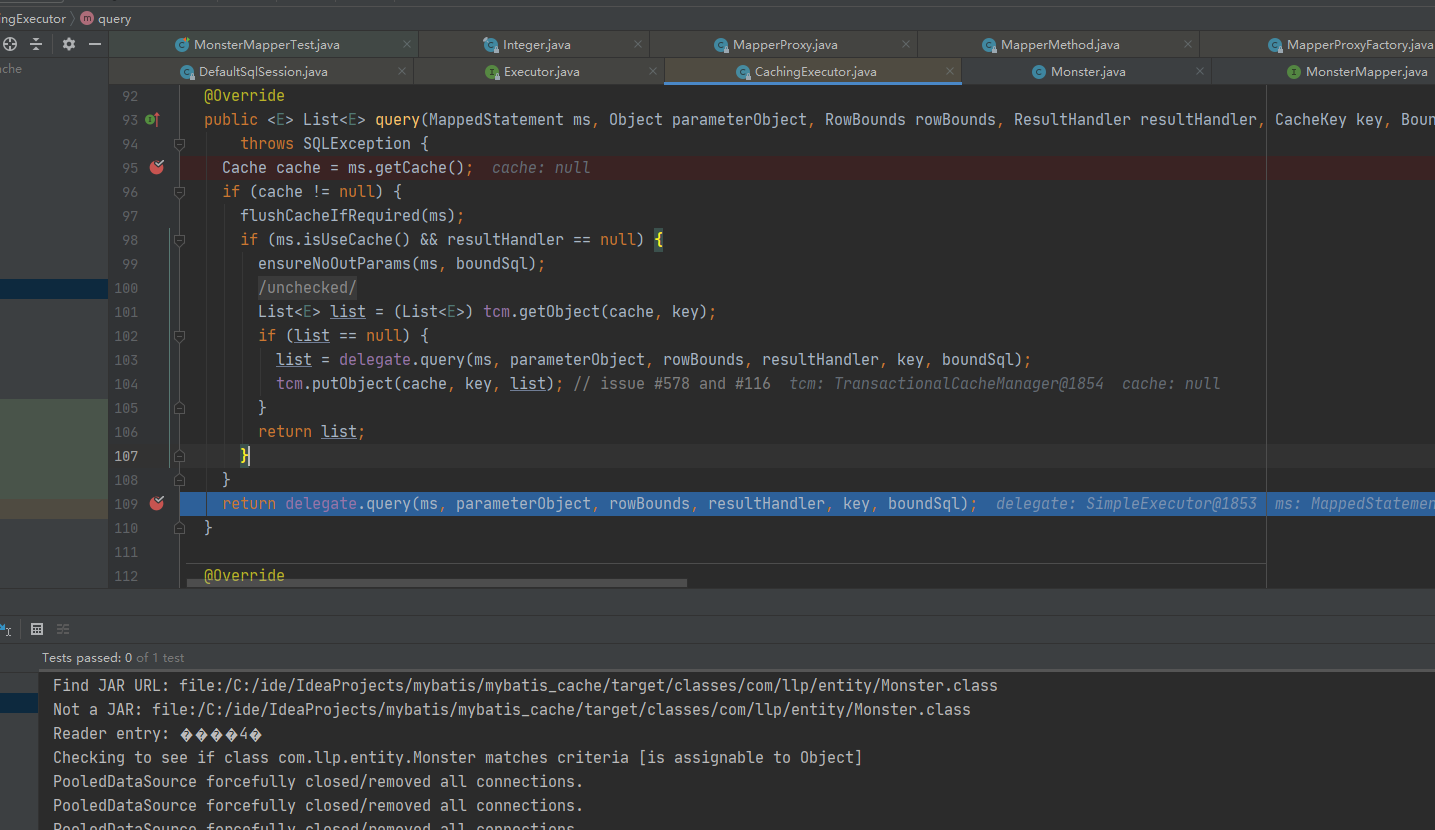 ingExecutor > query
MonsterMapperTest.java Integer.java MapperProxy.java MapperMethod.java MapperProxyFactory.java
DefaultSqlSession.java Executor.java CachingExecutor.java Monster.java MonsterMapper.java
ache
92 @Override
93 public <E> List<E> query(MappedStatement ms, Object parameterObject, RowBounds rowBounds, ResultHandler resultHandler, CacheKey key, Boun
94 throws SQLException {
95 Cache cache = ms.getCache(); cache: null
96 if (cache != null) {
97 flushCacheIfRequired(ms);
98 if (ms.isUseCache() && resultHandler == null) {
99 ensureNoOutParams(ms, boundSql);
100 /unchecked/
101 List<E> list = (List<E>) tcm.getObject(cache, key);
102 if (list == null) {
103 list = delegate.query(ms, parameterObject, rowBounds, resultHandler, key, boundSql);
104 tcm.putObject(cache, key, list); // issue #578 and #116 tcm: TransactionalCacheManager@1854 cache: null
105 }
106 return list;
107 }
108 }
109 return delegate.query(ms, parameterObject, rowBounds, resultHandler, key, boundSql); delegate: SimpleExecutor@1853 ms: MappedStatemen
110 }
111
112 @Override
Tests passed: 0 of 1 test
Find JAR URL: file:/C:/ide/IdeaProjects/mybatis/mybatis_cache/target/classes/com/llp/entity/Monster.class
Not a JAR: file:/C:/ide/IdeaProjects/mybatis/mybatis_cache/target/classes/com/llp/entity/Monster.class
Reader entry: ����4�
Checking to see if class com.llp.entity.Monster matches criteria [is assignable to Object]
PooledDataSource forcefully closed/removed all connections.
PooledDataSource forcefully closed/removed all connections.
PooledDataSource forcefully closed/removed all connections.